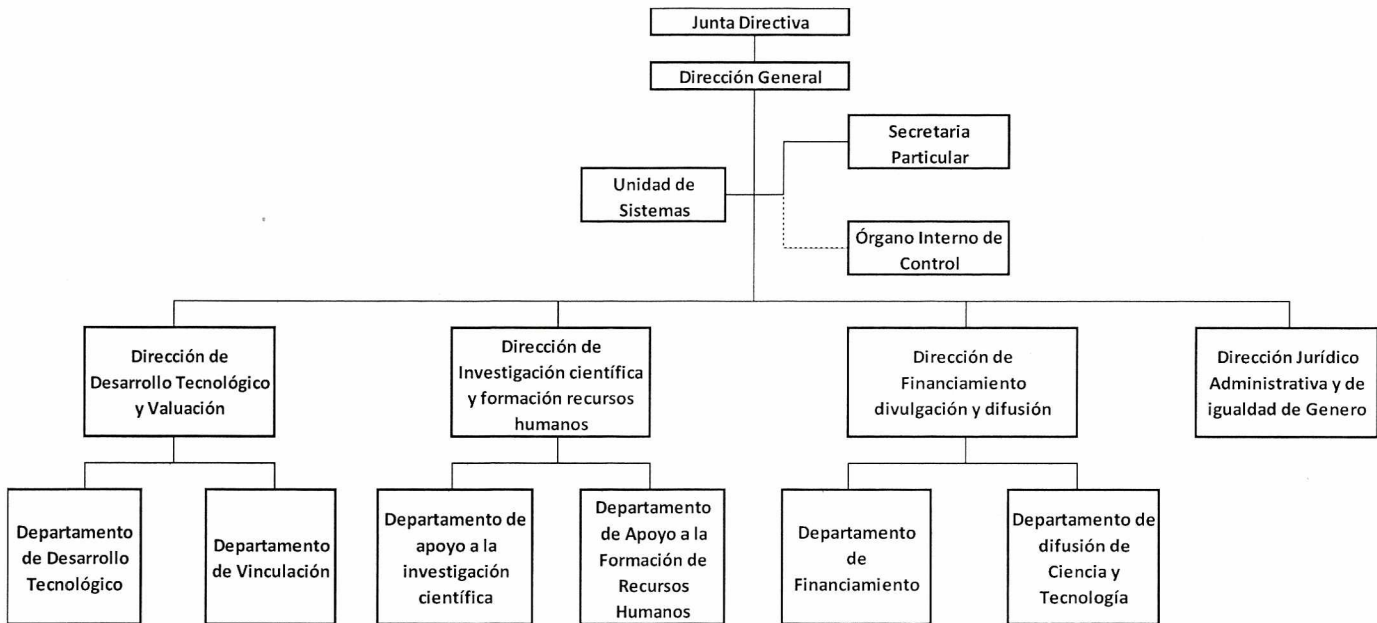 Junta Directiva
Dirección General
Secretaria
Particular
Unidad de
Sistemas
Órgano Interno de
Control
Dirección de
Desarrollo Tecnológico
y Valuación
Dirección de
Investigación científica
y formación recursos
humanos
Dirección de
Financiamiento
divulgación y difusión
Dirección Jurídico
Administrativa y de
igualdad de Genero
Departamento
de Desarrollo
Tecnológico
Departamento
de Vinculación
Departamento de
apoyo a la
investigación
científica
Departamento
de Apoyo a la
Formación de
Recursos
Humanos
Departamento
de
Financiamiento
Departamento de
difusión de
Ciencia y
Tecnología